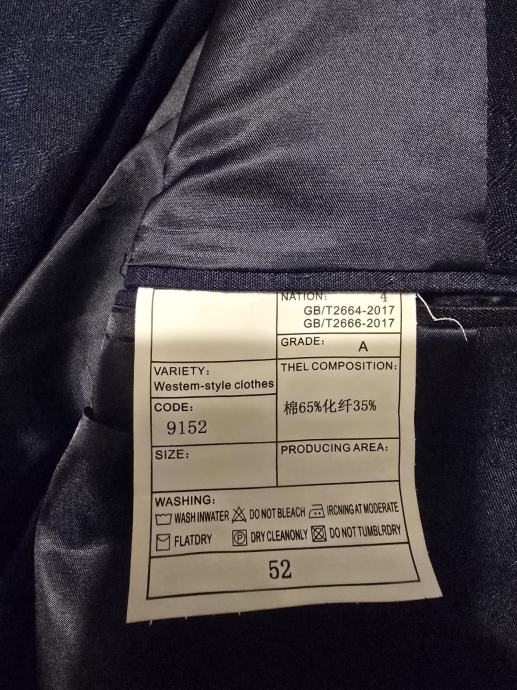 NATION: 4
GB/T2664-2017
GB/T2666-2017
GRADE: A
VARIETY:
Westem-style clothes
THEL COMPOSITION:
棉65%化纤35%
CODE:
9152
SIZE:
PRODUCING AREA:
WASHING:
WASH INWATER DO NOT BLEACH IRCNING AT MODERATE
FLATDRY P DRY CLEANONLY DO NOT TUMBLRDRY
52